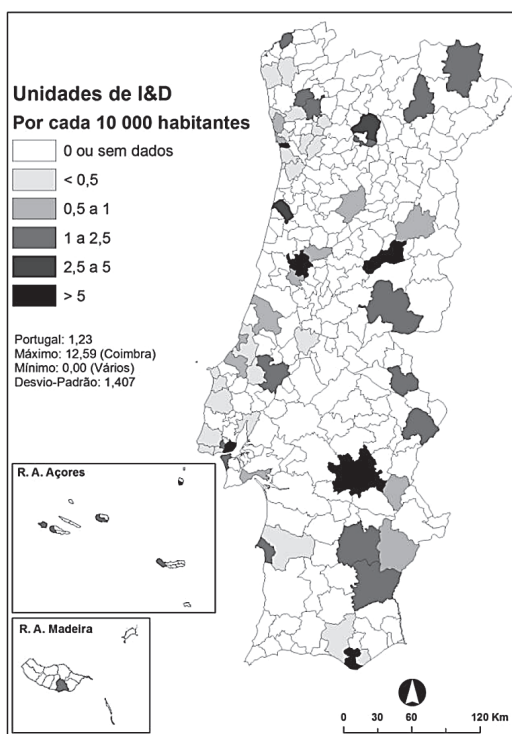 Unidades de I&D
Por cada 10 000 habitantes
0 ou sem dados
< 0,5
0,5 a 1
1 a 2,5
2,5 a 5
> 5
Portugal: 1,23
Máximo: 12,59 (Coimbra)
Mínimo: 0,00 (Vários)
Desvio-Padrão: 1,407
R. A. Açores
R. A. Madeira
0 30 60 120 Km